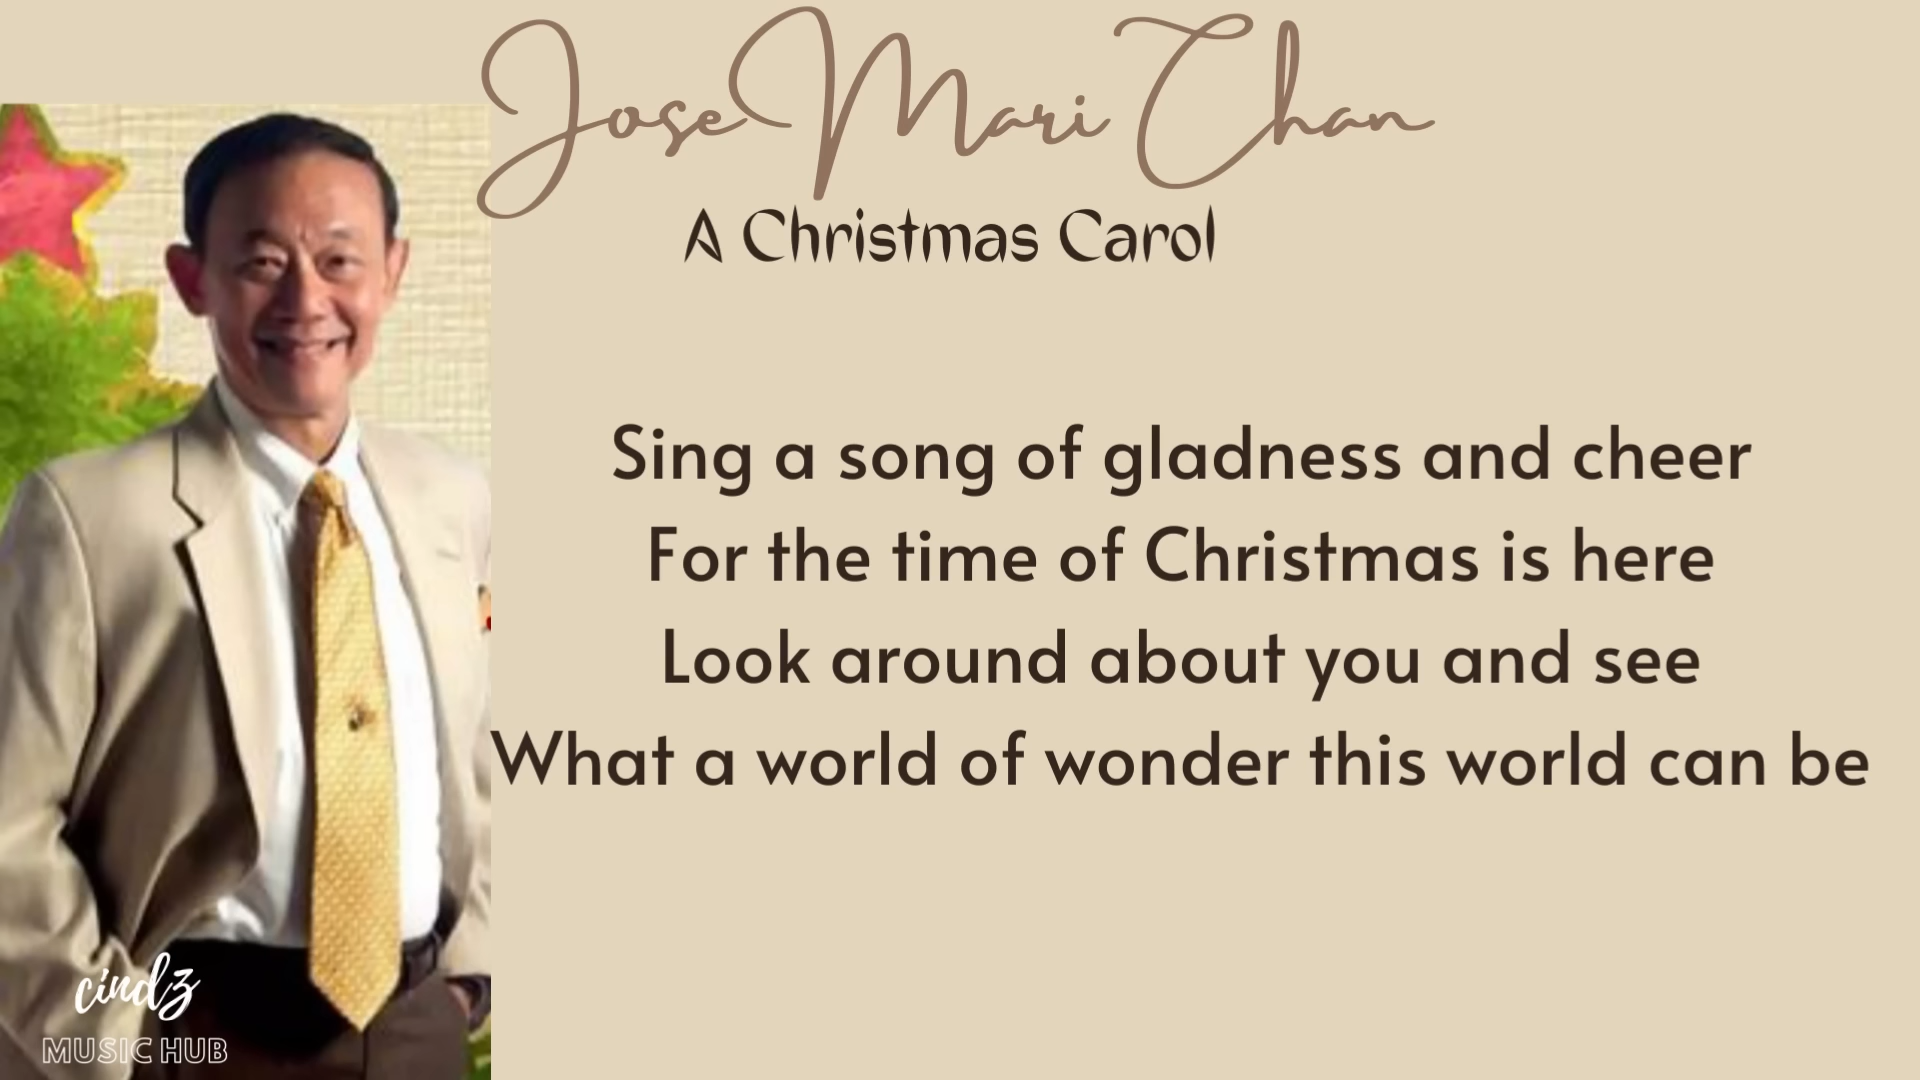 Jose Mari Chan
A Christmas Carol
Sing a song of gladness and cheer
For the time of Christmas is here
Look around about you and see
What a world of wonder this world can be
cindz
MUSIC HUB